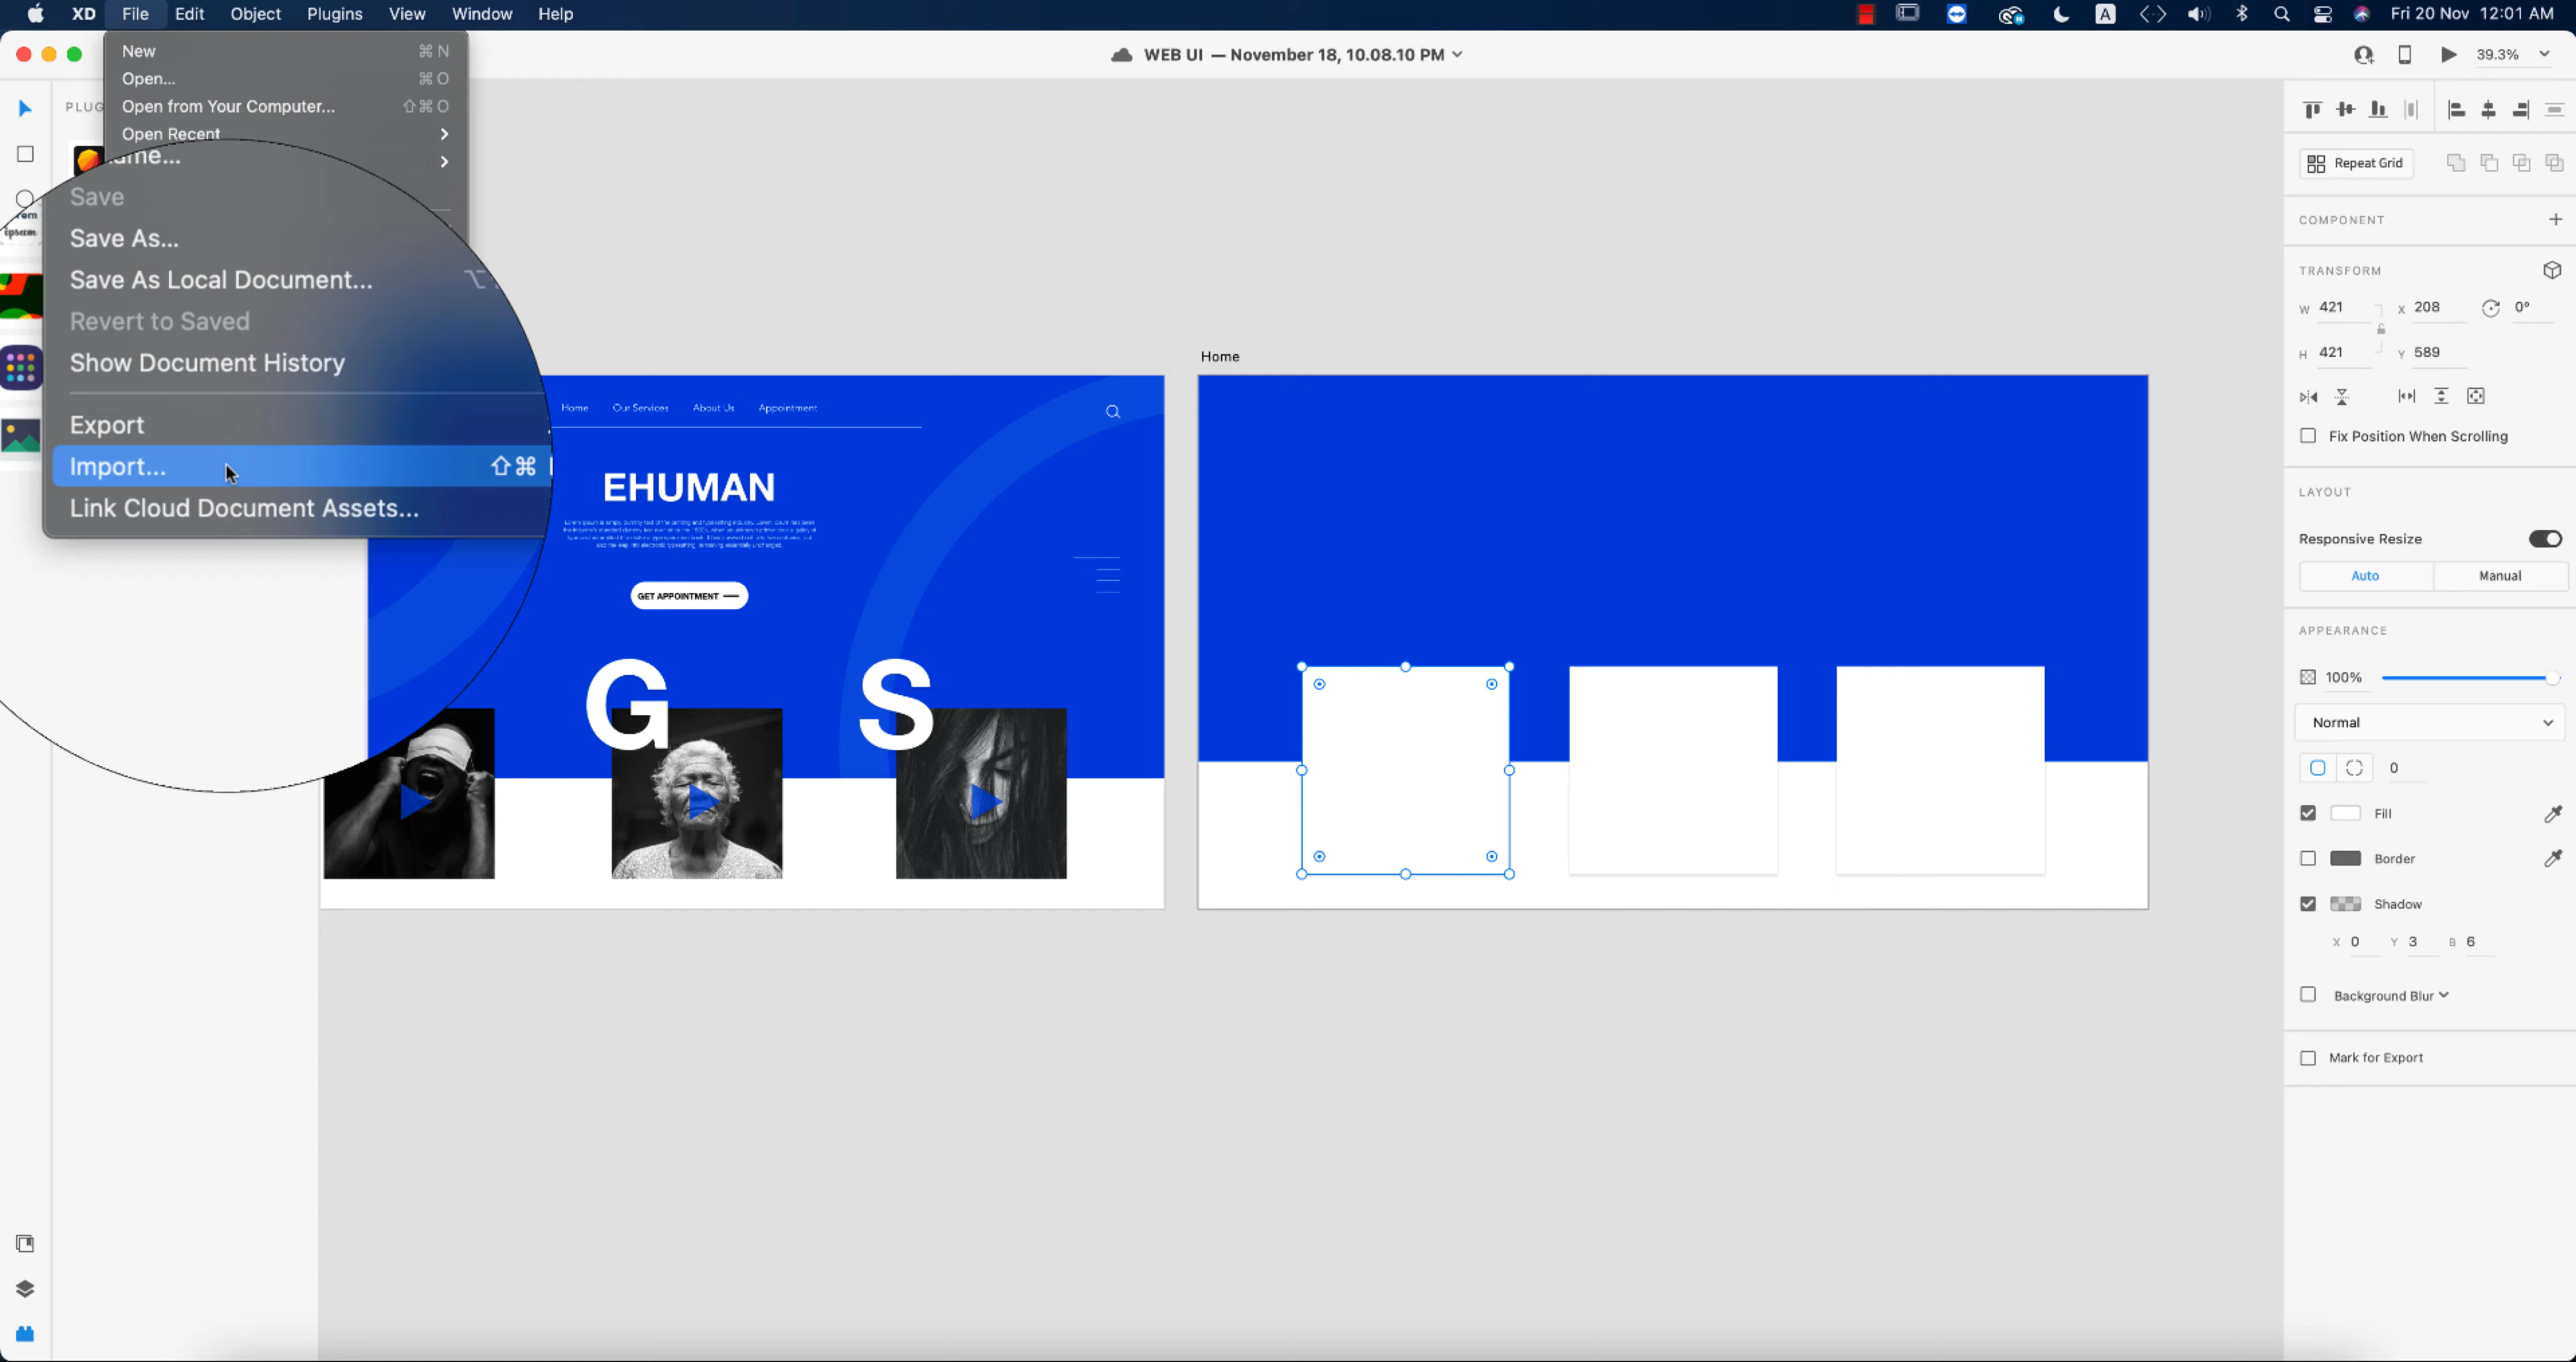 XD File Edit Object Plugins View Window Help
A Fri 20 Nov 12:01 AM
WEB UI — November 18, 10.08.10 PM
39.3%
PLUG
New ⌘ N
Open... ⌘ O
Open from Your Computer... ⇧ ⌘ O
Open Recent
ame...
Save
Save As...
Save As Local Document...
Revert to Saved
Show Document History
Export
Import... ⇧ ⌘
Link Cloud Document Assets...
Home Our Services About Us Appointment
EHUMAN
GET APPOINTMENT
G S
Home
Repeat Grid
COMPONENT
TRANSFORM
W 421 X 208 0°
H 421 Y 589
Fix Position When Scrolling
LAYOUT
Responsive Resize
Auto Manual
APPEARANCE
100%
Normal
0
Fill
Border
Shadow
X 0 Y 3 B 6
Background Blur
Mark for Export